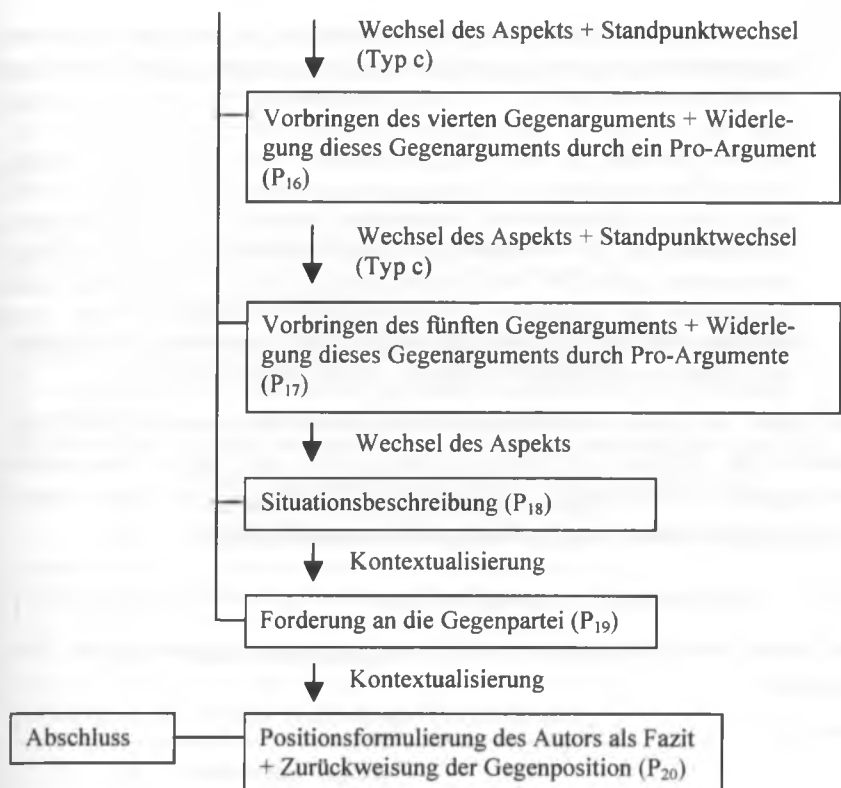 Wechsel des Aspekts + Standpunktwechsel
(Typ c)
Vorbringen des vierten Gegenarguments + Widerle-
gung dieses Gegenarguments durch ein Pro-Argument
(P₁₆)
Wechsel des Aspekts + Standpunktwechsel
(Typ c)
Vorbringen des fünften Gegenarguments + Widerle-
gung dieses Gegenarguments durch Pro-Argumente
(P₁₇)
Wechsel des Aspekts
Situationsbeschreibung (P₁₈)
Kontextualisierung
Forderung an die Gegenpartei (P₁₉)
Kontextualisierung
Abschluss
Positionsformulierung des Autors als Fazit
+ Zurückweisung der Gegenposition (P₂₀)